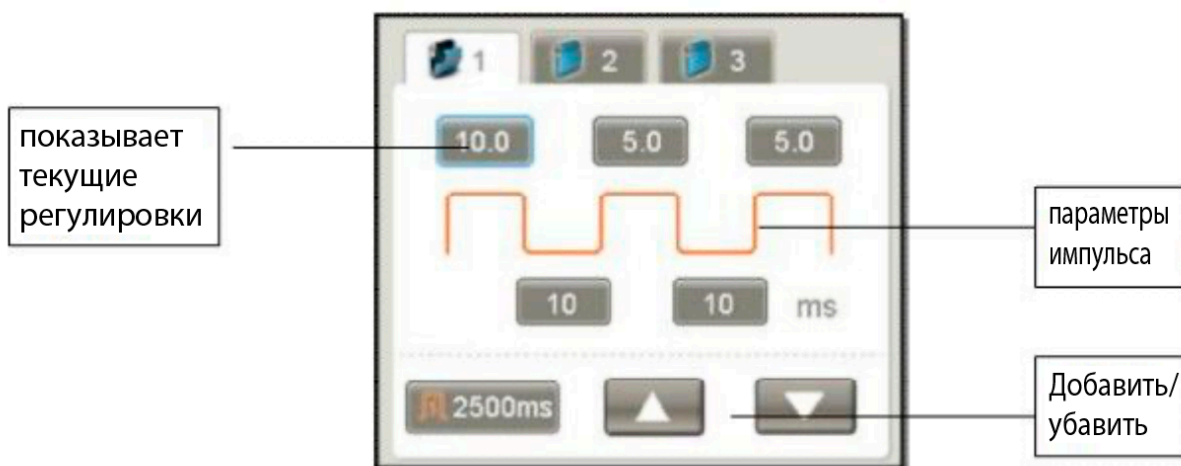 1 2 3
показывает
текущие
регулировки
10.0 5.0 5.0
параметры
импульса
10 10 ms
2500ms
Добавить/
убавить